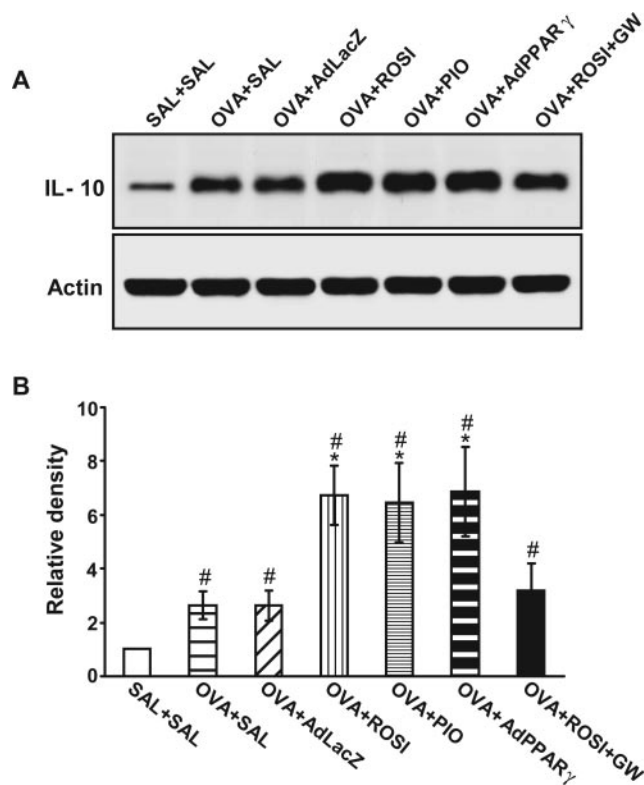 A
SAL+SAL
OVA+SAL
OVA+AdLacZ
OVA+ROSI
OVA+PIO
OVA+AdPPARγ
OVA+ROSI+GW
IL- 10
Actin
B
Relative density
10
8
6
4
2
0
#
#
#
*
#
*
#
*
#
SAL+SAL
OVA+SAL
OVA+AdLacZ
OVA+ROSI
OVA+PIO
OVA+AdPPARγ
OVA+ROSI+GW